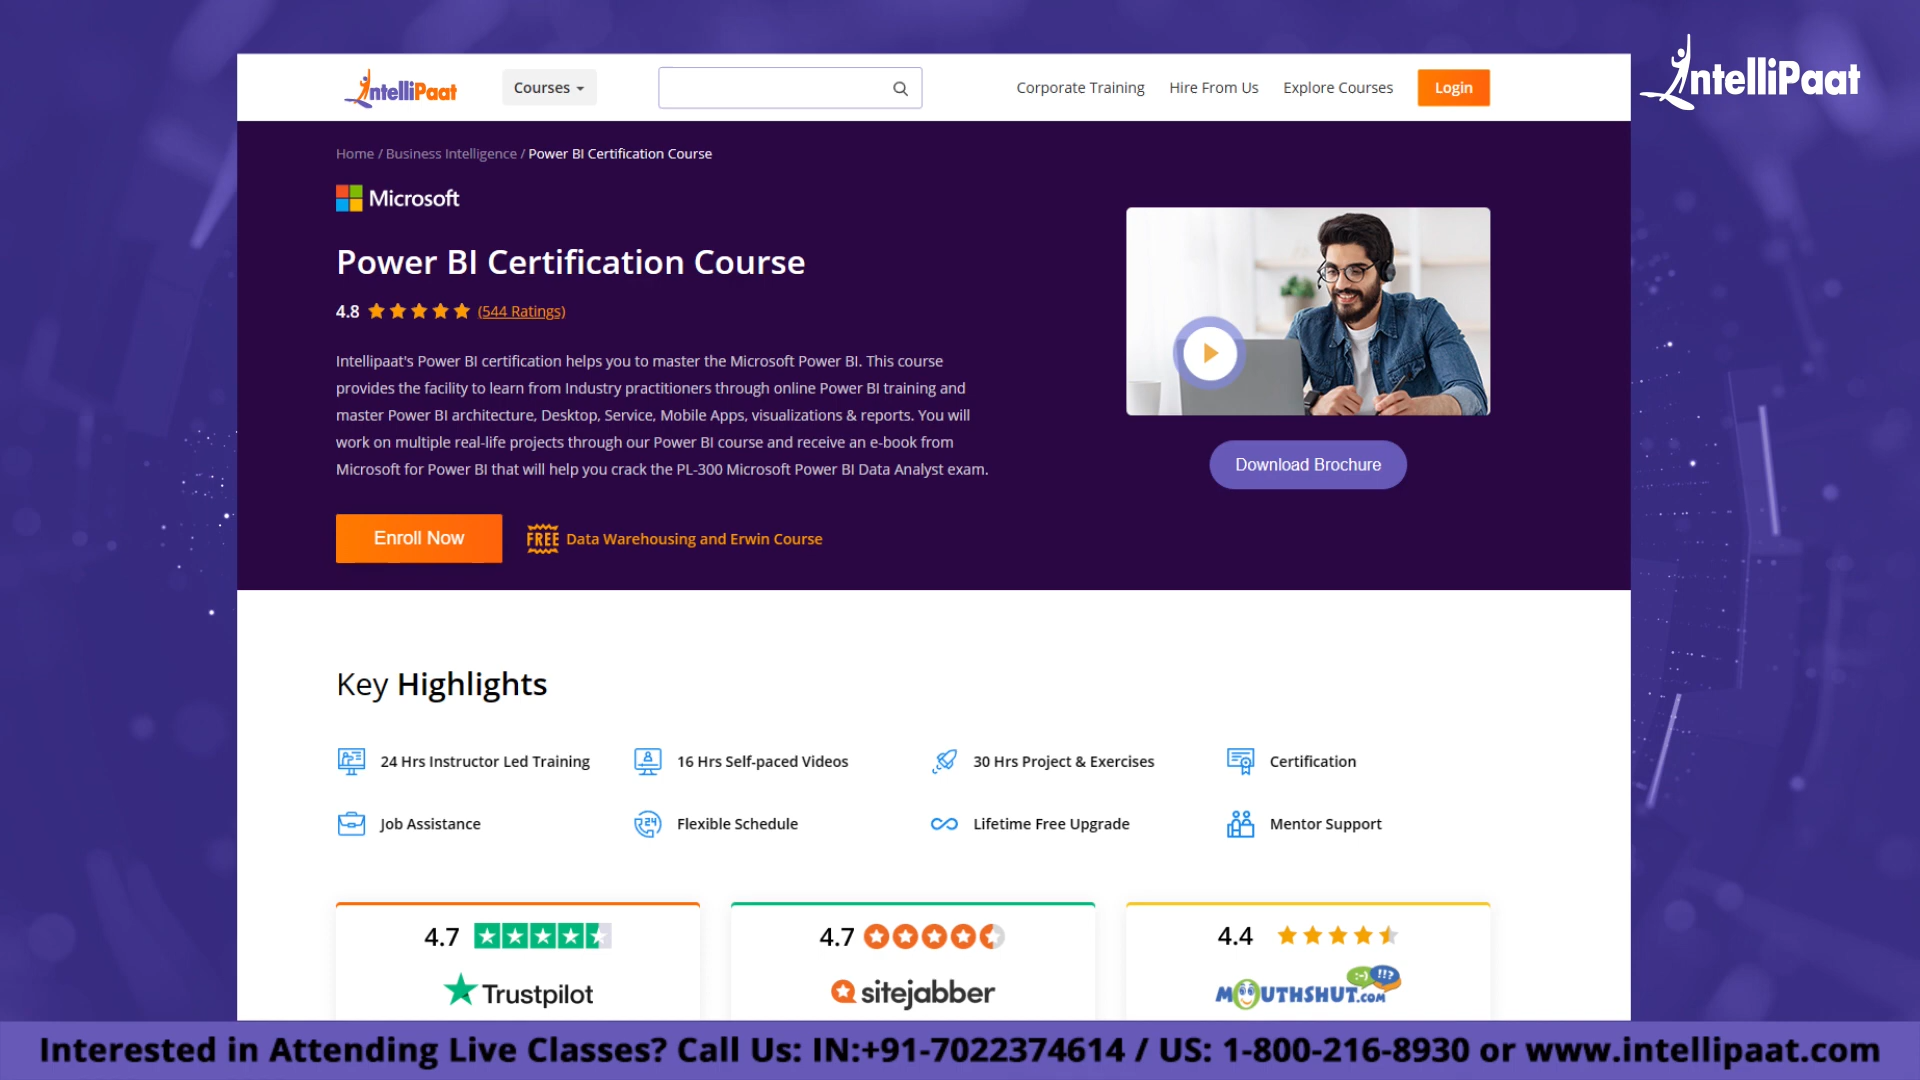 IntelliPaat
Courses
Corporate Training
Hire From Us
Explore Courses
Login
IntelliPaat
Home / Business Intelligence / Power BI Certification Course
Microsoft
Power BI Certification Course
4.8 (544 Ratings)
Intellipaat's Power BI certification helps you to master the Microsoft Power BI. This course
provides the facility to learn from Industry practitioners through online Power BI training and
master Power BI architecture, Desktop, Service, Mobile Apps, visualizations & reports. You will
work on multiple real-life projects through our Power BI course and receive an e-book from
Microsoft for Power BI that will help you crack the PL-300 Microsoft Power BI Data Analyst exam.
Download Brochure
Enroll Now
FREE Data Warehousing and Erwin Course
Key Highlights
24 Hrs Instructor Led Training
16 Hrs Self-paced Videos
30 Hrs Project & Exercises
Certification
Job Assistance
24
Flexible Schedule
Lifetime Free Upgrade
Mentor Support
4.7
Trustpilot
4.7
sitejabber
4.4
:-) !!?
MOUTHSHUT.COM
Interested in Attending Live Classes? Call Us: IN:+91-7022374614 / US: 1-800-216-8930 or www.intellipaat.com